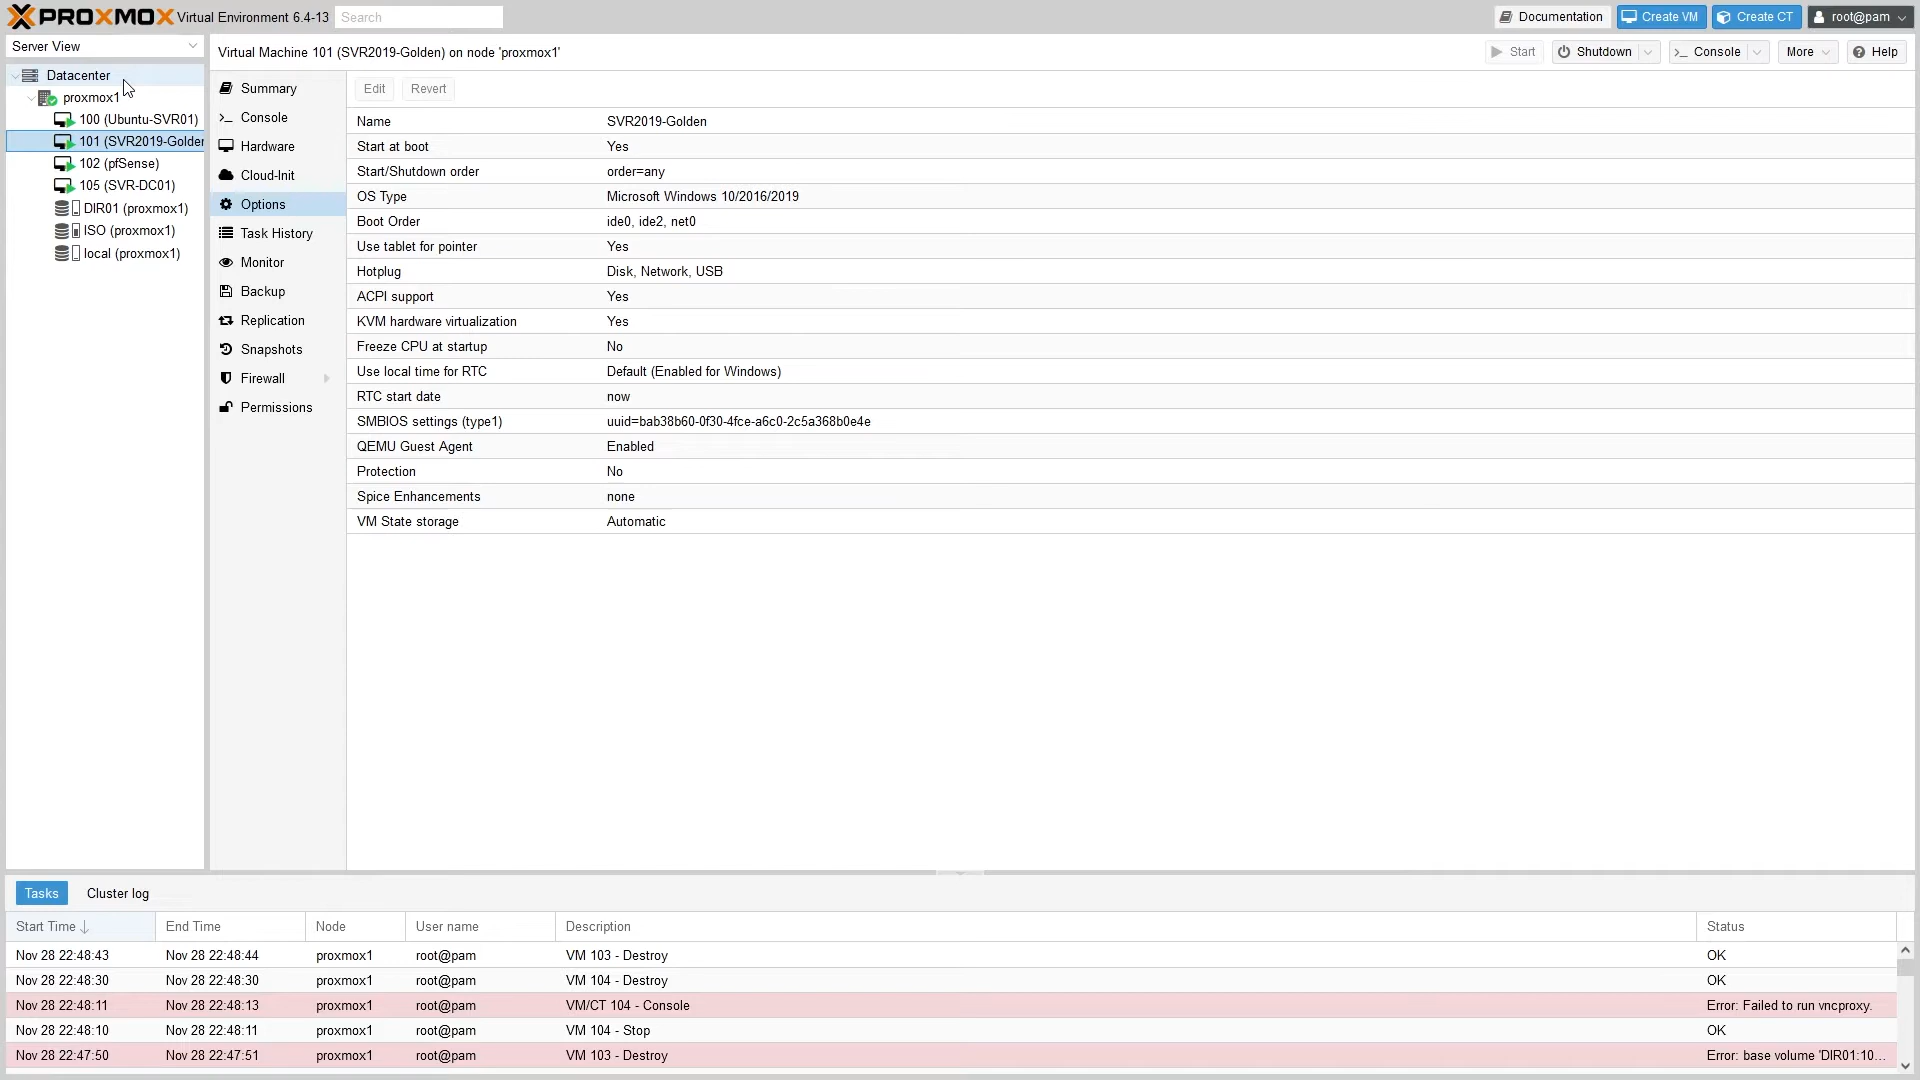 PROXMOX Virtual Environment 6.4-13 Search Documentation Create VM Create CT root@pam
Server View
Virtual Machine 101 (SVR2019-Golden) on node 'proxmox1' Start Shutdown Console More Help
Datacenter
proxmox1
100 (Ubuntu-SVR01)
101 (SVR2019-Golden
102 (pfSense)
105 (SVR-DC01)
DIR01 (proxmox1)
ISO (proxmox1)
local (proxmox1)
Summary
Console
Hardware
Cloud-Init
Options
Task History
Monitor
Backup
Replication
Snapshots
Firewall
Permissions
Edit Revert
Name SVR2019-Golden
Start at boot Yes
Start/Shutdown order order=any
OS Type Microsoft Windows 10/2016/2019
Boot Order ide0, ide2, net0
Use tablet for pointer Yes
Hotplug Disk, Network, USB
ACPI support Yes
KVM hardware virtualization Yes
Freeze CPU at startup No
Use local time for RTC Default (Enabled for Windows)
RTC start date now
SMBIOS settings (type1) uuid=bab38b60-0f30-4fce-a6c0-2c5a368b0e4e
QEMU Guest Agent Enabled
Protection No
Spice Enhancements none
VM State storage Automatic
Tasks Cluster log
Start Time End Time Node User name Description Status
Nov 28 22:48:43 Nov 28 22:48:44 proxmox1 root@pam VM 103 - Destroy OK
Nov 28 22:48:30 Nov 28 22:48:30 proxmox1 root@pam VM 104 - Destroy OK
Nov 28 22:48:11 Nov 28 22:48:13 proxmox1 root@pam VM/CT 104 - Console Error: Failed to run vncproxy.
Nov 28 22:48:10 Nov 28 22:48:11 proxmox1 root@pam VM 104 - Stop OK
Nov 28 22:47:50 Nov 28 22:47:51 proxmox1 root@pam VM 103 - Destroy Error: base volume 'DIR01:10...